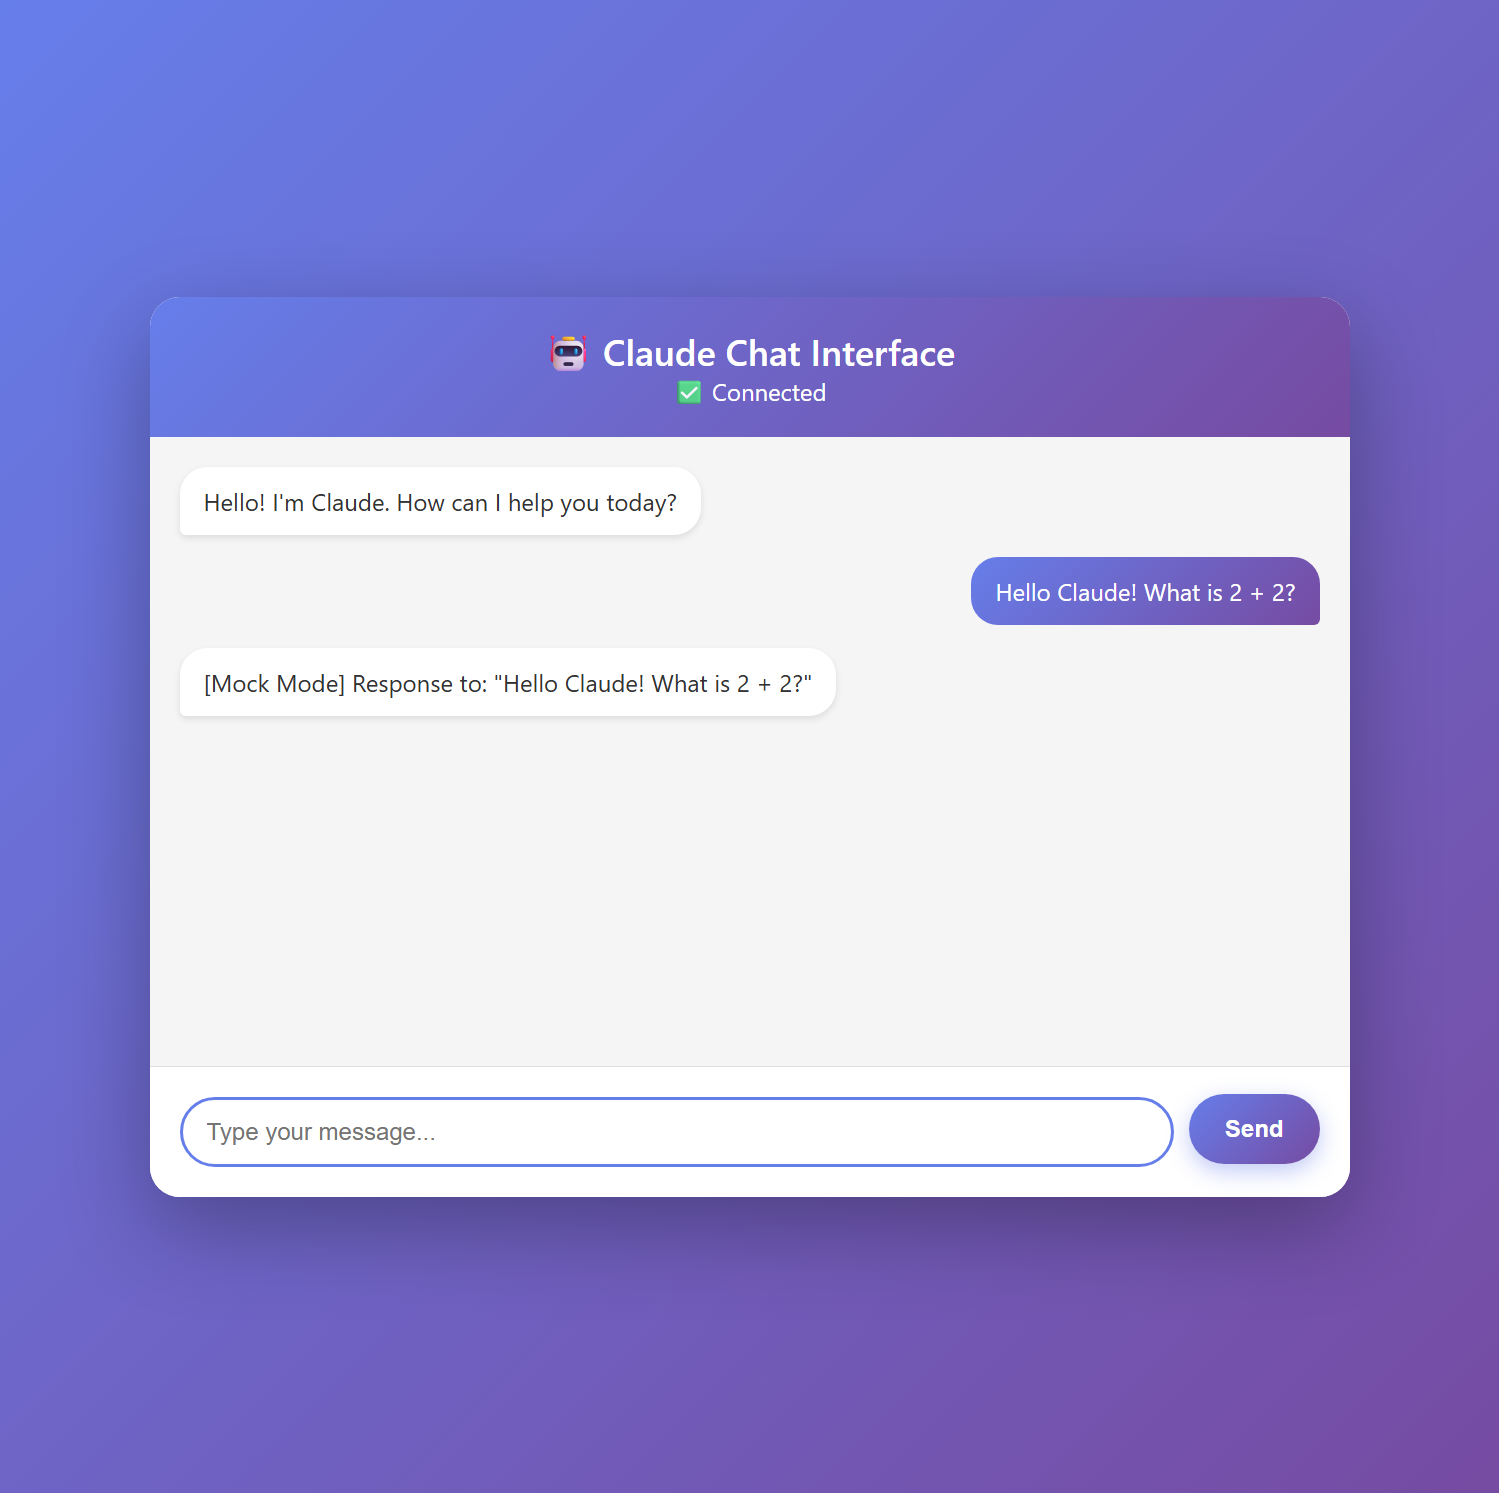 Claude Chat Interface
Connected
Hello! I'm Claude. How can I help you today?
Hello Claude! What is 2 + 2?
[Mock Mode] Response to: "Hello Claude! What is 2 + 2?"
Type your message...
Send